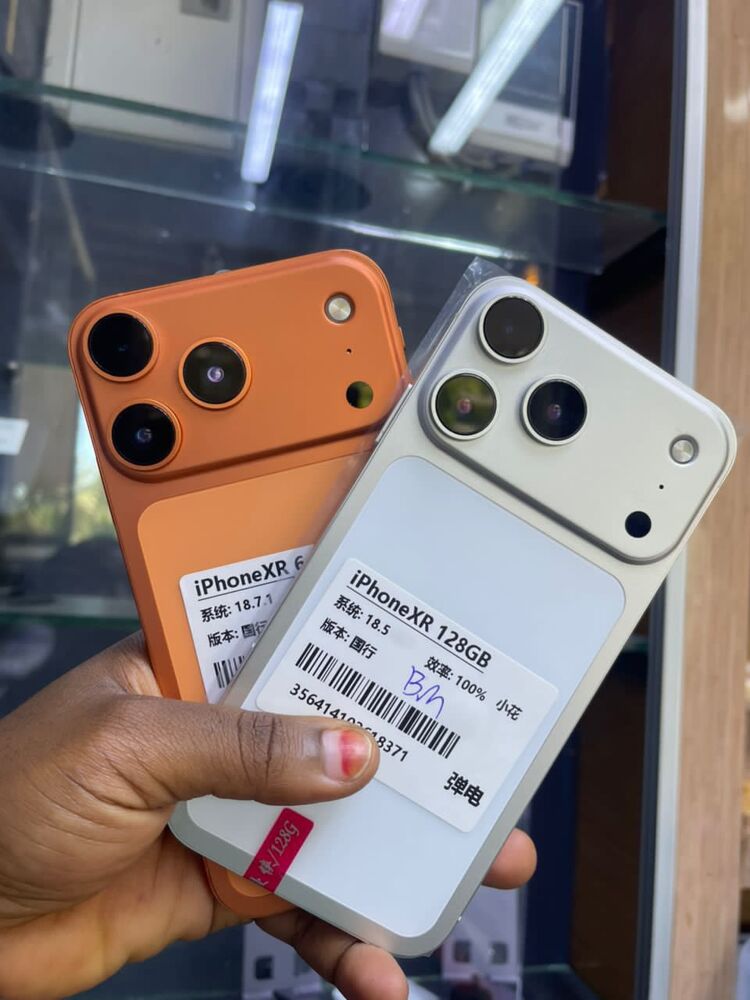 iPhoneXR 6
系统: 18.7.1
版本: 国行
iPhoneXR 128GB
系统: 18.5
版本: 国行
效率: 100%
小花
BM
弹电
/128G